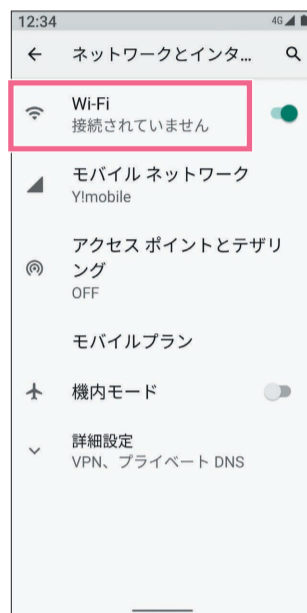 12:34
4G
ネットワークとインタ...
Wi-Fi
接続されていません
モバイル ネットワーク
Y!mobile
アクセス ポイントとテザリ
ング
OFF
モバイルプラン
機内モード
詳細設定
VPN、プライベート DNS